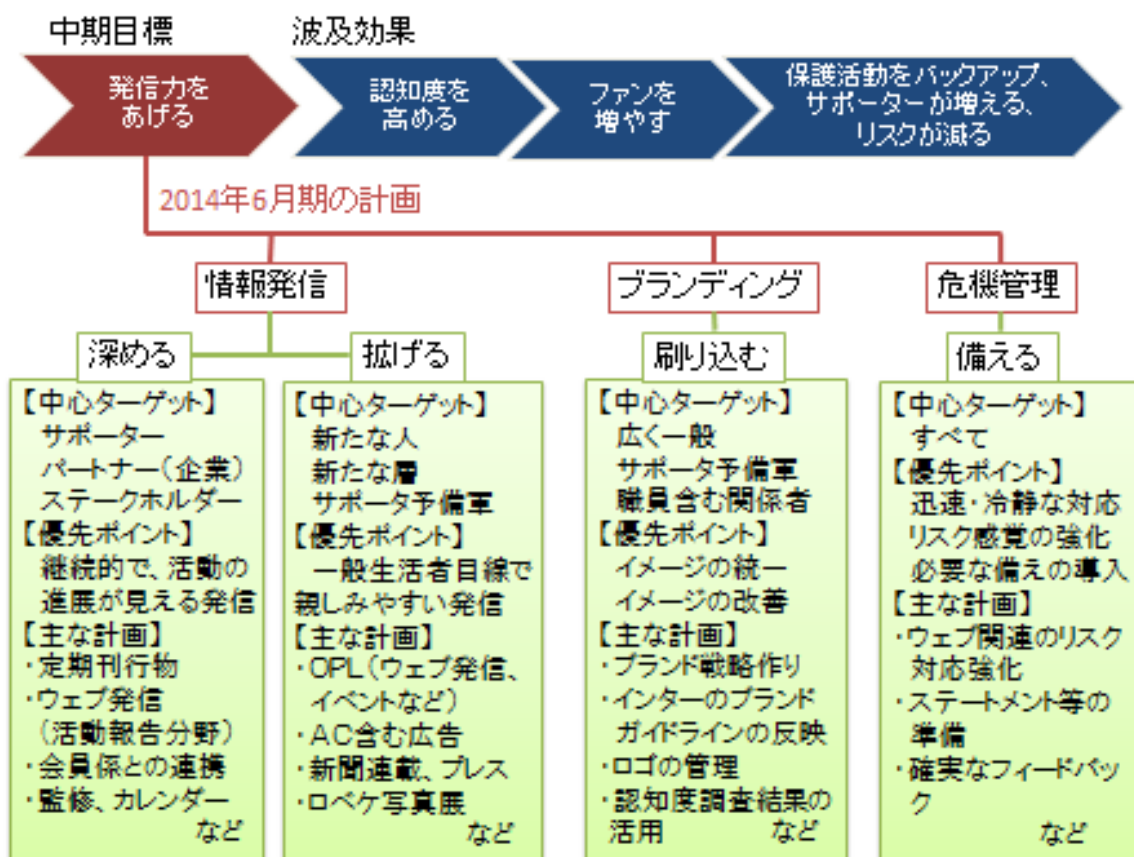 中期目標
波及効果
発信力を
あげる
認知度を
高める
ファンを
増やす
保護活動をバックアップ、
サポーターが増える、
リスクが減る
2014年6月期の計画
情報発信
ブランディング
危機管理
深める
拡げる
刷り込む
備える
【中心ターゲット】
サポーター
パートナー(企業)
ステークホルダー
【優先ポイント】
継続的で、活動の
進展が見える発信
【主な計画】
・定期刊行物
・ウェブ発信
(活動報告分野)
・会員係との連携
・監修、カレンダー
など
【中心ターゲット】
新たな人
新たな層
サポータ予備軍
【優先ポイント】
一般生活者目線で
親しみやすい発信
【主な計画】
・OPL(ウェブ発信、
イベントなど)
・AC含む広告
・新聞連載、プレス
・ロベケ写真展
など
【中心ターゲット】
広く一般
サポータ予備軍
職員含む関係者
【優先ポイント】
イメージの統一
イメージの改善
【主な計画】
・ブランド戦略作り
・インターのブランド
ガイドラインの反映
・ロゴの管理
・認知度調査結果の
活用 など
【中心ターゲット】
すべて
【優先ポイント】
迅速・冷静な対応
リスク感覚の強化
必要な備えの導入
【主な計画】
・ウェブ関連のリスク
対応強化
・ステートメント等の
準備
・確実なフィードバッ
ク
など